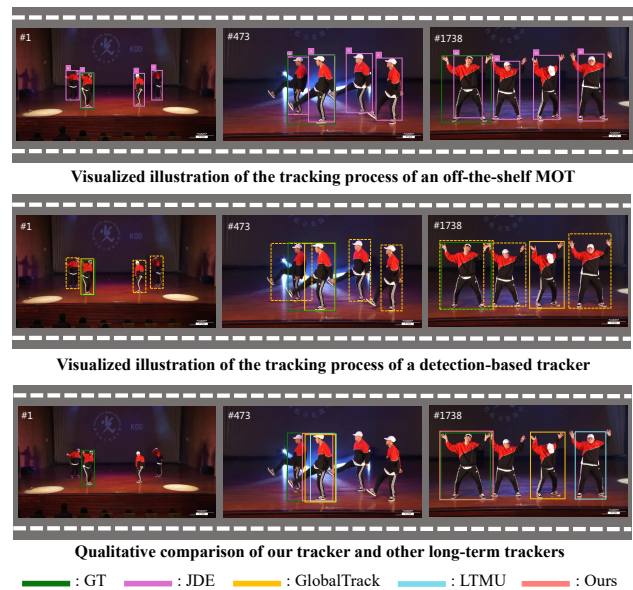 #1
#473
#1738
Visualized illustration of the tracking process of an off-the-shelf MOT
#1
#473
#1738
Visualized illustration of the tracking process of a detection-based tracker
#1
#473
#1738
Qualitative comparison of our tracker and other long-term trackers
: GT : JDE : GlobalTrack : LTMU : Ours